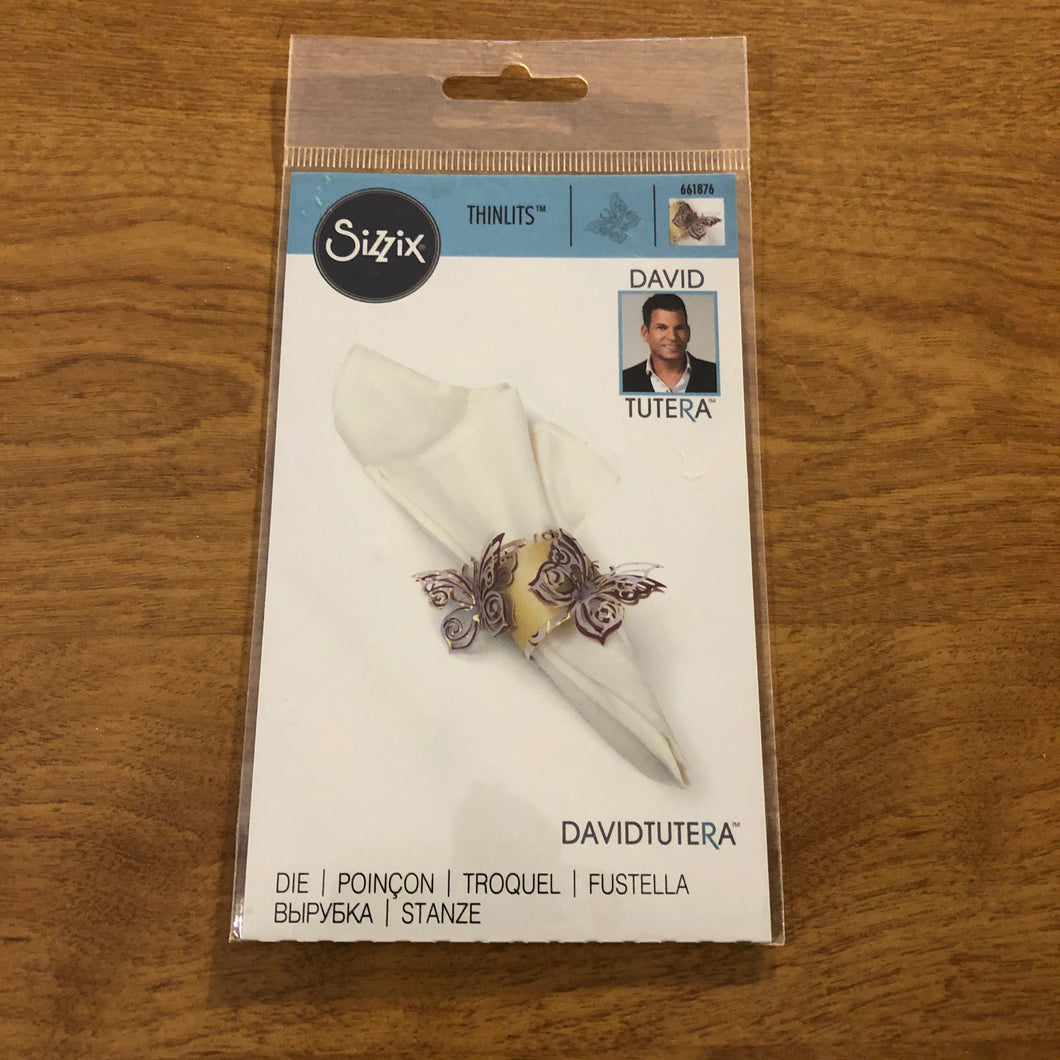 Sizzix®
THINLITS™
661876
DAVID
TUTERA™
DAVIDTUTERA™
DIE | POINÇON | TROQUEL | FUSTELLA
ВЫРУБКА | STANZE